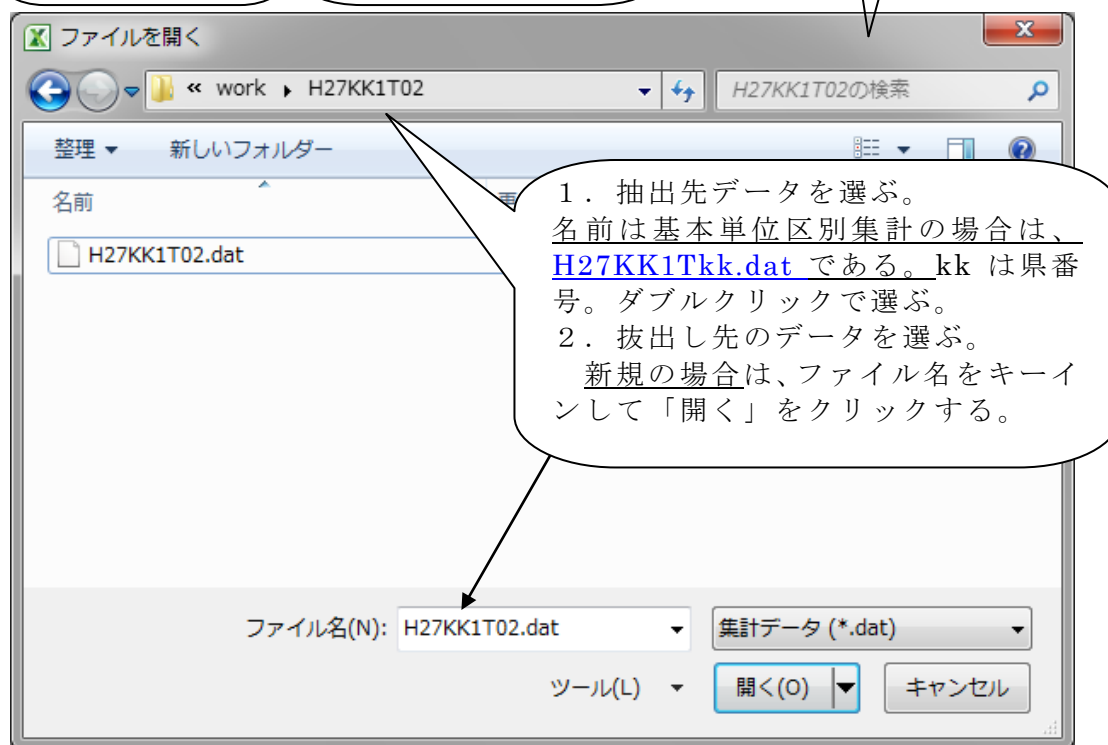 ファイルを開く
« work ▸ H27KK1T02
H27KK1T02の検索
整理 ▼ 新しいフォルダー
名前
H27KK1T02.dat
１．抽出先データを選ぶ。
名前は基本単位区別集計の場合は、
H27KK1Tkk.dat である。kk は県番
号。ダブルクリックで選ぶ。
２．抜出し先のデータを選ぶ。
新規の場合は、ファイル名をキーイ
ンして「開く」をクリックする。
ファイル名(N): H27KK1T02.dat 集計データ (*.dat)
ツール(L) ▼ 開く(O) ▼ キャンセル